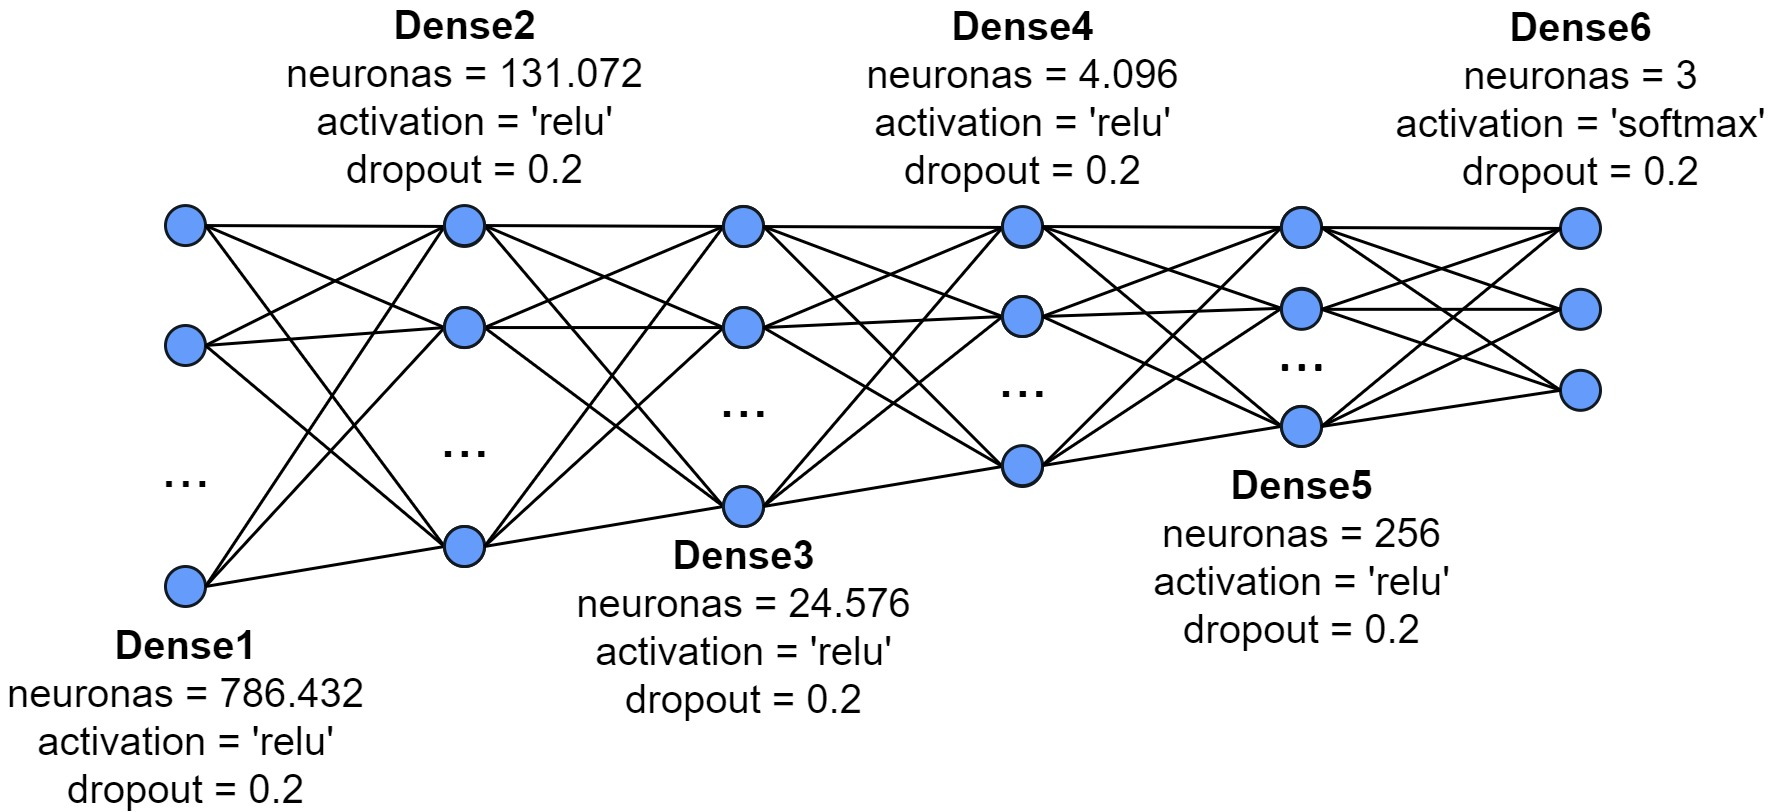 Dense1
neuronas = 786.432
activation = 'relu'
dropout = 0.2
Dense2
neuronas = 131.072
activation = 'relu'
dropout = 0.2
Dense3
neuronas = 24.576
activation = 'relu'
dropout = 0.2
Dense4
neuronas = 4.096
activation = 'relu'
dropout = 0.2
Dense5
neuronas = 256
activation = 'relu'
dropout = 0.2
Dense6
neuronas = 3
activation = 'softmax'
dropout = 0.2
...
...
...
...
...